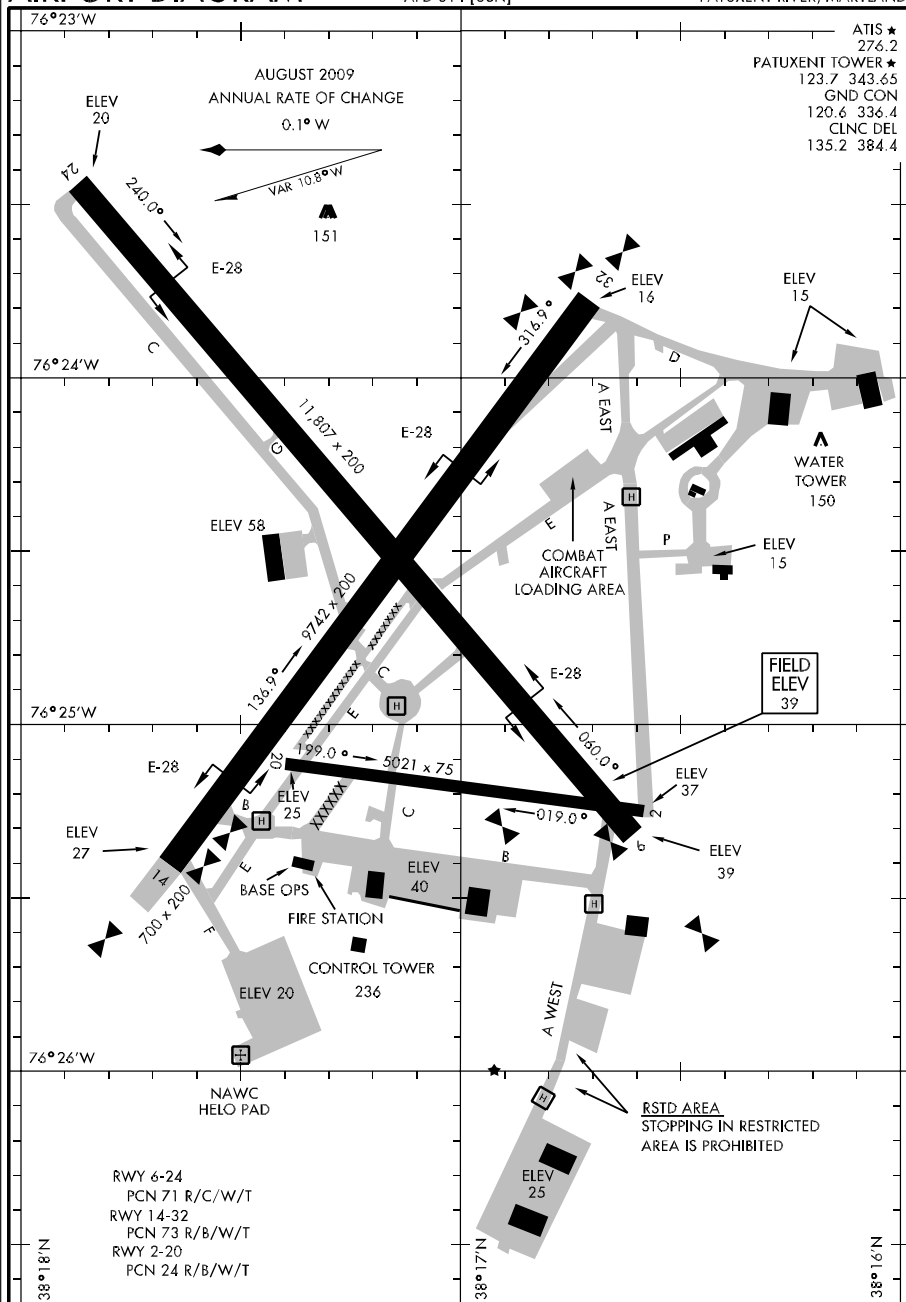 AIRPORT DIAGRAM
76°23'W
ATIS ★
276.2
PATUXENT TOWER ★
123.7 343.65
GND CON
120.6 336.4
CLNC DEL
135.2 384.4
AUGUST 2009
ANNUAL RATE OF CHANGE
0.1° W
VAR 10.8° W
151
ELEV
20
24
240.0°
E-28
C
32
ELEV
16
316.9°
ELEV
15
76°24'W
D
A EAST
11,807 x 200
E-28
G
WATER
TOWER
150
H
A EAST
ELEV 58
E
P
ELEV
15
COMBAT
AIRCRAFT
LOADING AREA
9742 x 200
136.9°
xxxxxxx
xxxxxxxxxxxx
C
E
H
E-28
FIELD
ELEV
39
76°25'W
060.0°
199.0°
5021 x 75
20
E-28
B
ELEV
25
XXXXXX
C
019.0°
ELEV
37
2
6
ELEV
27
H
B
ELEV
39
14
E
BASE OPS
ELEV
40
700 x 200
FIRE STATION
H
F
CONTROL TOWER
236
ELEV 20
A WEST
76°26'W
NAWC
HELO PAD
H
RSTD AREA
STOPPING IN RESTRICTED
AREA IS PROHIBITED
ELEV
25
RWY 6-24
PCN 71 R/C/W/T
RWY 14-32
PCN 73 R/B/W/T
RWY 2-20
PCN 24 R/B/W/T
38°18'N
38°17'N
38°16'N